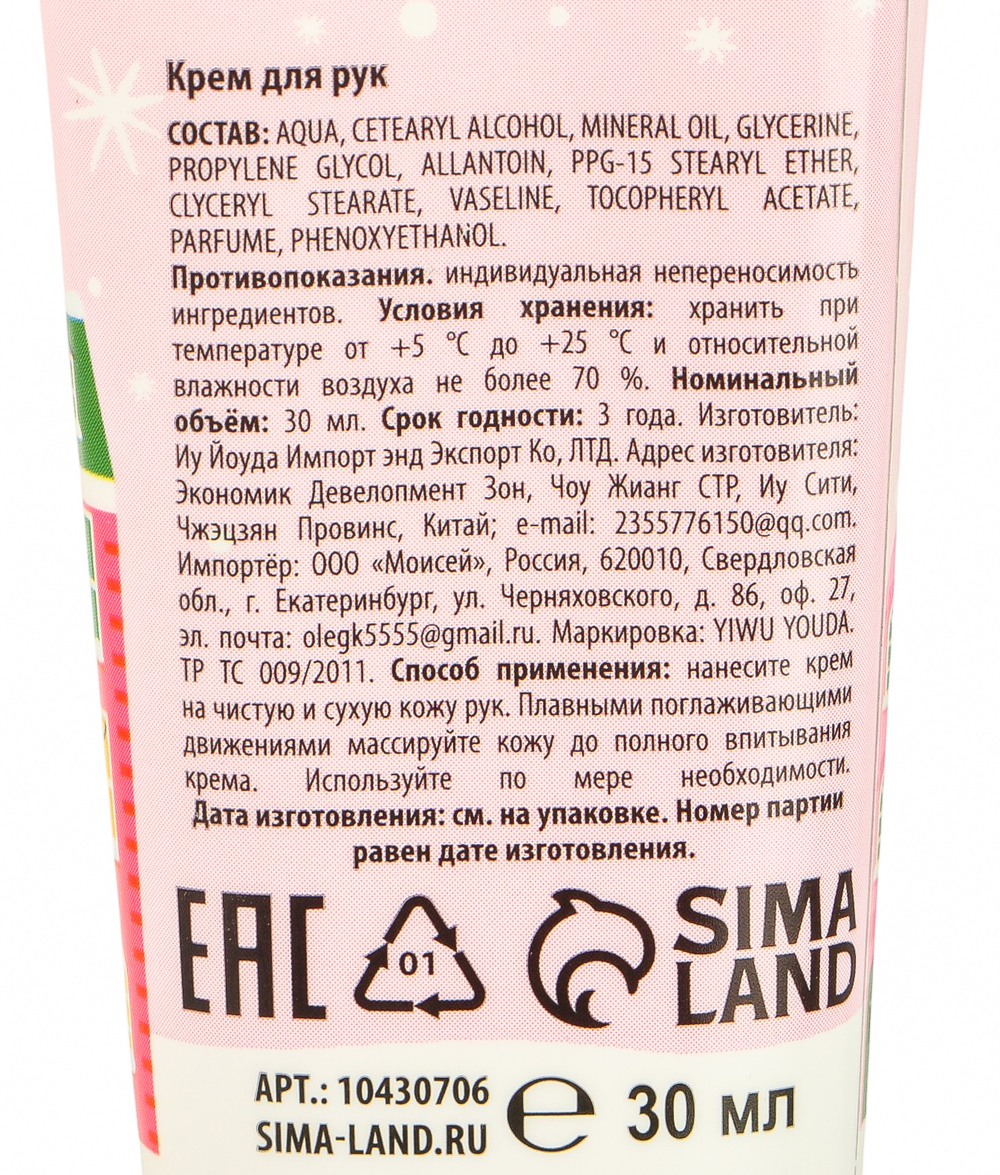 Крем для рук
СОСТАВ: AQUA, CETEARYL ALCOHOL, MINERAL OIL, GLYCERINE,
PROPYLENE GLYCOL, ALLANTOIN, PPG-15 STEARYL ETHER,
CLYCERYL STEARATE, VASELINE, TOCOPHERYL ACETATE,
PARFUME, PHENOXYETHANOL.
Противопоказания. индивидуальная непереносимость
ингредиентов. Условия хранения: хранить при
температуре от +5 °C до +25 °C и относительной
влажности воздуха не более 70 %. Номинальный
объём: 30 мл. Срок годности: 3 года. Изготовитель:
Иу Йоуда Импорт энд Экспорт Ко, ЛТД. Адрес изготовителя:
Экономик Девелопмент Зон, Чоу Жианг СТР, Иу Сити,
Чжэцзян Провинс, Китай; e-mail: 2355776150@qq.com.
Импортёр: ООО «Моисей», Россия, 620010, Свердловская
обл., г. Екатеринбург, ул. Черняховского, д. 86, оф. 27,
эл. почта: olegk5555@gmail.ru. Маркировка: YIWU YOUDA.
ТР ТС 009/2011. Способ применения: нанесите крем
на чистую и сухую кожу рук. Плавными поглаживающими
движениями массируйте кожу до полного впитывания
крема. Используйте по мере необходимости.
Дата изготовления: см. на упаковке. Номер партии
равен дате изготовления.
EAC
01
SIMA
LAND
АРТ.: 10430706
SIMA-LAND.RU
℮ 30 мл